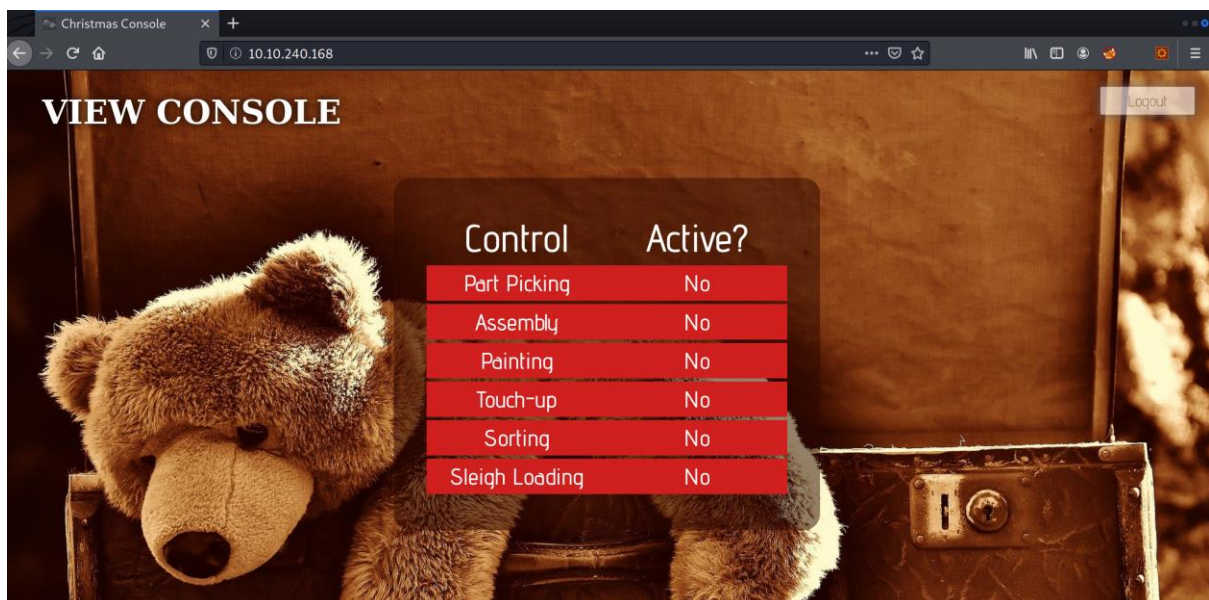 Christmas Console
10.10.240.168
VIEW CONSOLE
Logout
Control Active?
Part Picking No
Assembly No
Painting No
Touch-up No
Sorting No
Sleigh Loading No